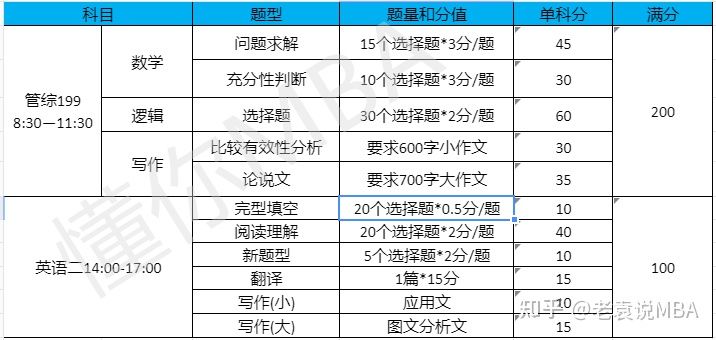 科目 题型 题量和分值 单科分 满分
管综199
8:30—11:30
数学 问题求解 15个选择题*3分/题 45
充分性判断 10个选择题*3分/题 30
逻辑 选择题 30个选择题*2分/题 60
200
写作 比较有效性分析 要求600字小作文 30
论说文 要求700字大作文 35
英语二14:00-17:00
完型填空 20个选择题*0.5分/题 10
阅读理解 20个选择题*2分/题 40
新题型 5个选择题*2分/题 10
100
翻译 1篇*15分 15
写作(小) 应用文 10
写作(大) 图文分析文 15
懂你MBA
知乎 @老袁说MBA